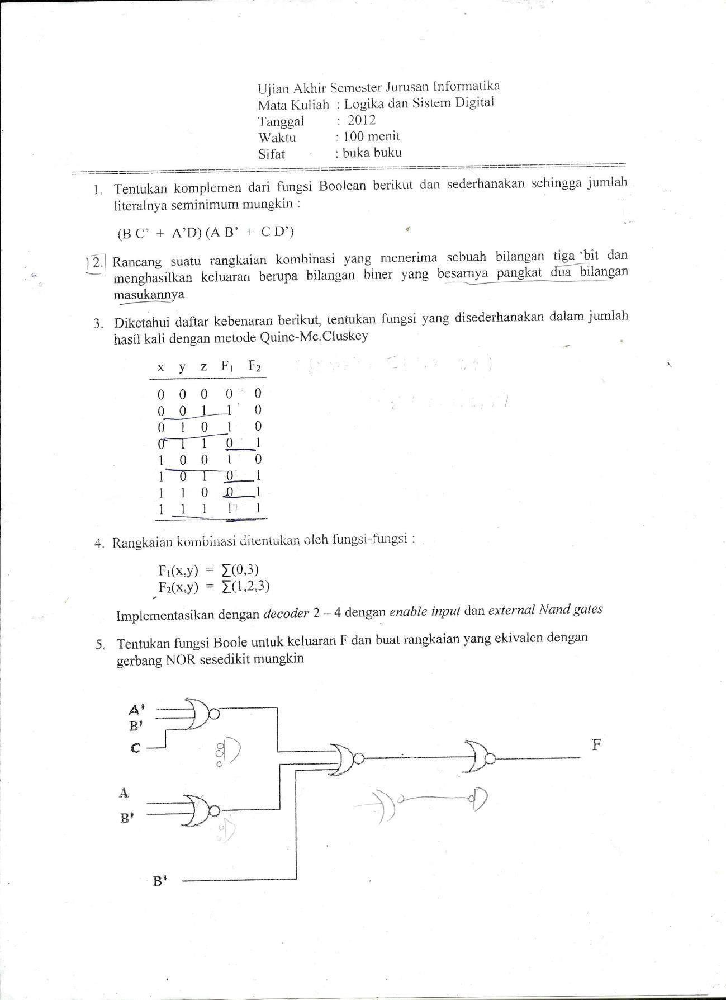 Ujian Akhir Semester Jurusan Informatika
Mata Kuliah : Logika dan Sistem Digital
Tanggal : 2012
Waktu : 100 menit
Sifat : buka buku
1. Tentukan komplemen dari fungsi Boolean berikut dan sederhanakan sehingga jumlah
literalnya seminimum mungkin :
(B C' + A'D) (A B' + C D')
2. Rancang suatu rangkaian kombinasi yang menerima sebuah bilangan tiga bit dan
menghasilkan keluaran berupa bilangan biner yang besarnya pangkat dua bilangan
masukannya
3. Diketahui daftar kebenaran berikut, tentukan fungsi yang disederhanakan dalam jumlah
hasil kali dengan metode Quine-Mc.Cluskey
x y z F₁ F₂
0 0 0 0 0
0 0 1 1 0
0 1 0 1 0
0 1 1 0 1
1 0 0 1 0
1 0 1 0 1
1 1 0 0 1
1 1 1 1 1
4. Rangkaian kombinasi ditentukan oleh fungsi-fungsi :
F₁(x,y) = ∑(0,3)
F₂(x,y) = ∑(1,2,3)
Implementasikan dengan decoder 2 – 4 dengan enable input dan external Nand gates
5. Tentukan fungsi Boole untuk keluaran F dan buat rangkaian yang ekivalen dengan
gerbang NOR sesedikit mungkin
A'
B'
C
F
A
B'
B'